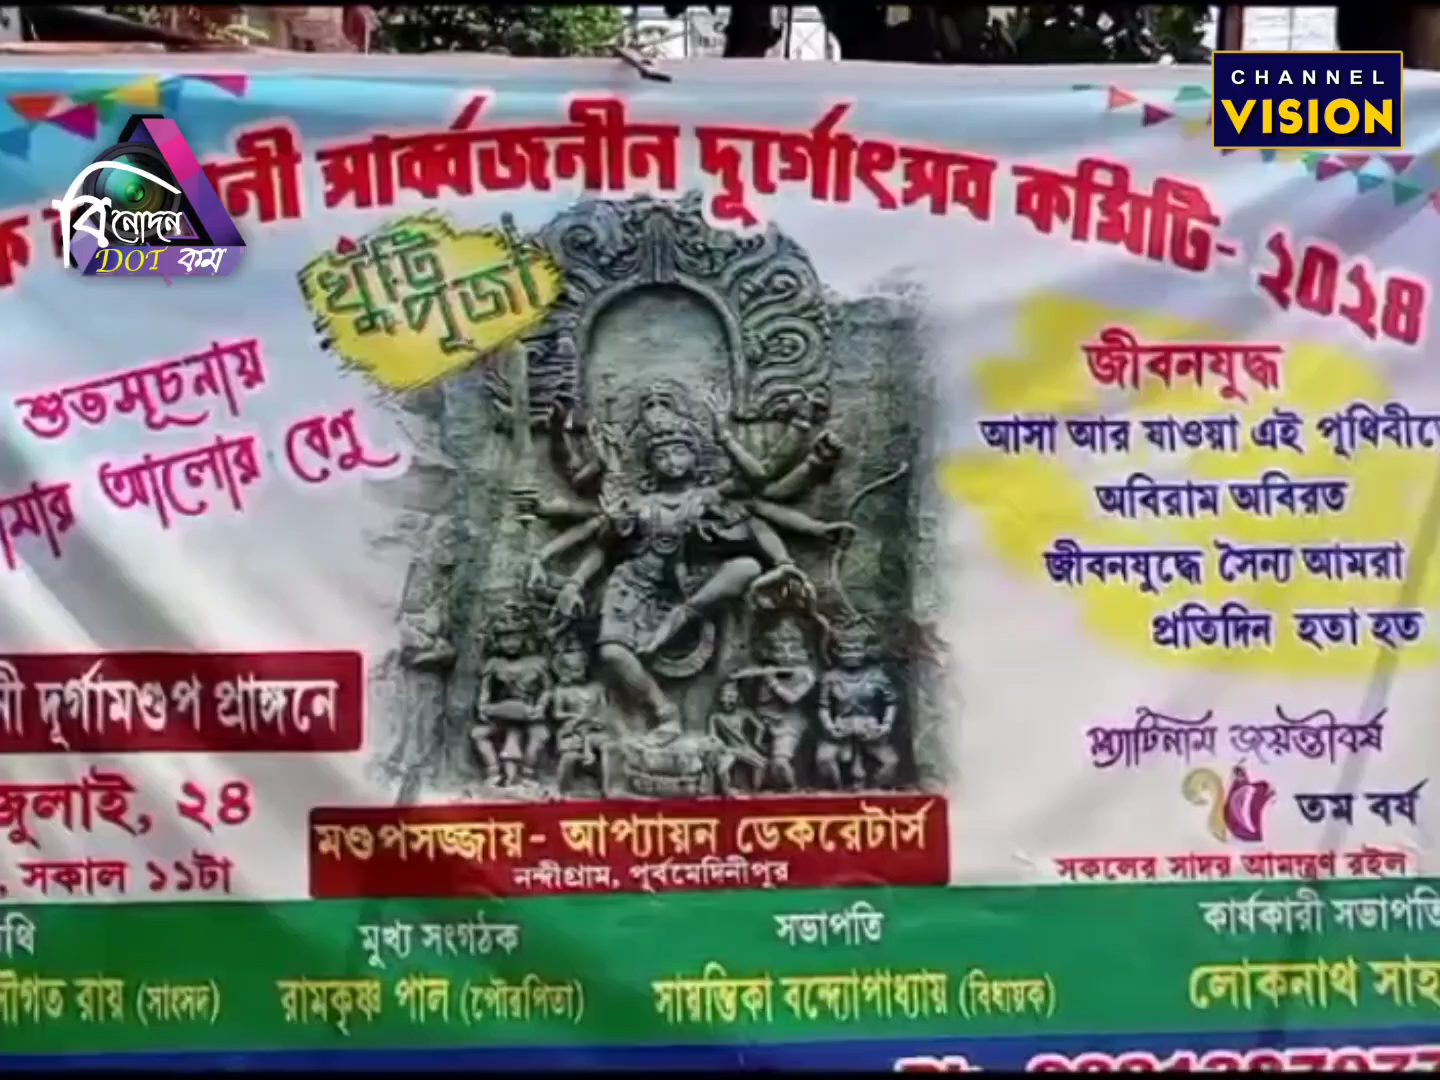 CHANNEL
VISION
বিনোদন
DOT কম
সার্ব্বজনীন দূর্গোৎসব কমিটি- ২০২৪
খুঁটি
পূজা
শুভসূচনায়
আলোর বেণু
জীবনযুদ্ধ
আসা আর যাওয়া এই
অবিরাম অবিরত
জীবনযুদ্ধে সৈন্য আমরা
প্রতিদিন হতা হত
দূর্গামণ্ডপ প্রাঙ্গনে
প্ল্যাটিনাম জয়ন্তীবর্ষ
৭৫ তম বর্ষ
জুলাই, ২৪
সকাল ১১টা
মণ্ডপসজ্জায়- আপ্যায়ন ডেকরেটার্স
নন্দীগ্রাম, পূর্বমেদিনীপুর
সকলের সাদর আমন্ত্রণ রইল
মুখ্য সংগঠক
সভাপতি
কার্যকারী সভাপতি
রায় (সাংসদ)
রামকৃষ্ণ পাল (পৌরপিতা)
সায়ন্তিকা বন্দ্যোপাধ্যায় (বিধায়ক)
লোকনাথ